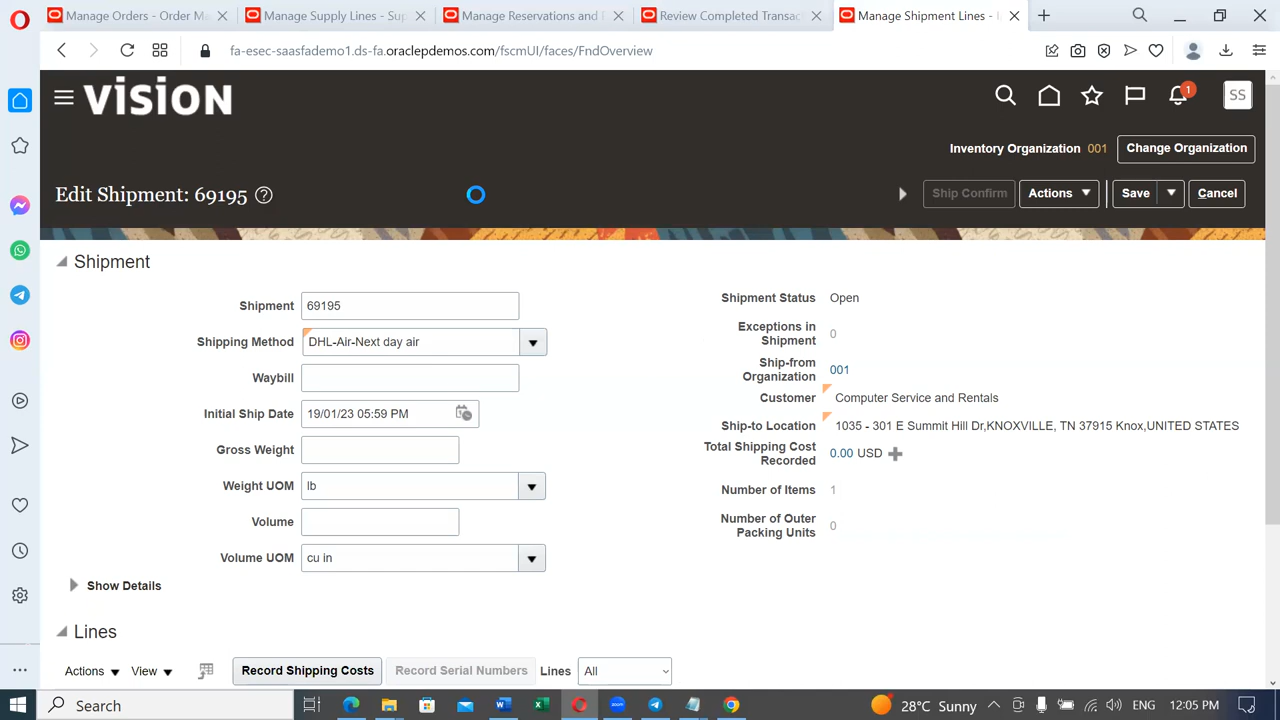 Manage Orders - Order Ma
Manage Supply Lines - Sup
Manage Reservations and P
Review Completed Transac
Manage Shipment Lines - I
fa-esec-saasfademo1.ds-fa.oraclepdemos.com/fscmUI/faces/FndOverview
VISION
1
SS
Inventory Organization 001 Change Organization
Edit Shipment: 69195
Ship Confirm Actions Save Cancel
Shipment
Shipment 69195
Shipping Method DHL-Air-Next day air
Waybill
Initial Ship Date 19/01/23 05:59 PM
Gross Weight
Weight UOM lb
Volume
Volume UOM cu in
Show Details
Shipment Status Open
Exceptions in
Shipment 0
Ship-from
Organization 001
Customer Computer Service and Rentals
Ship-to Location 1035 - 301 E Summit Hill Dr,KNOXVILLE, TN 37915 Knox,UNITED STATES
Total Shipping Cost
Recorded 0.00 USD
Number of Items 1
Number of Outer
Packing Units 0
Lines
Actions View Record Shipping Costs Record Serial Numbers Lines All
Search
28°C Sunny ENG 12:05 PM